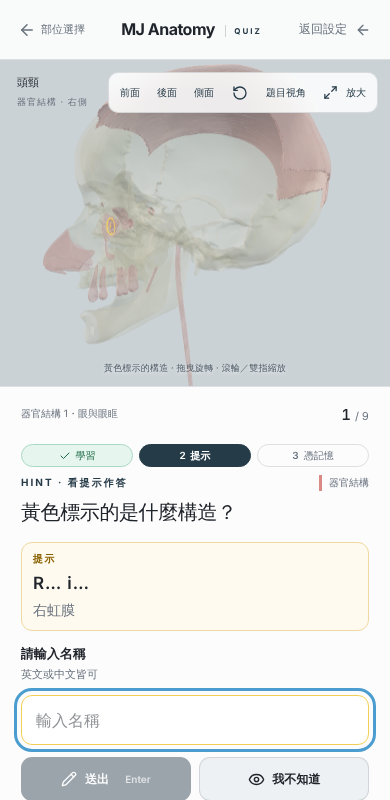 部位選擇
MJ Anatomy
QUIZ
返回設定
頭頸
器官結構 · 右側
前面
後面
側面
題目視角
放大
黃色標示的構造 · 拖曳旋轉 · 滾輪／雙指縮放
器官結構 1 · 眼與眼眶
1 / 9
學習
2 提示
3 憑記憶
HINT · 看提示作答
器官結構
黃色標示的是什麼構造？
提示
R... i...
右虹膜
請輸入名稱
英文或中文皆可
輸入名稱
送出 Enter
我不知道